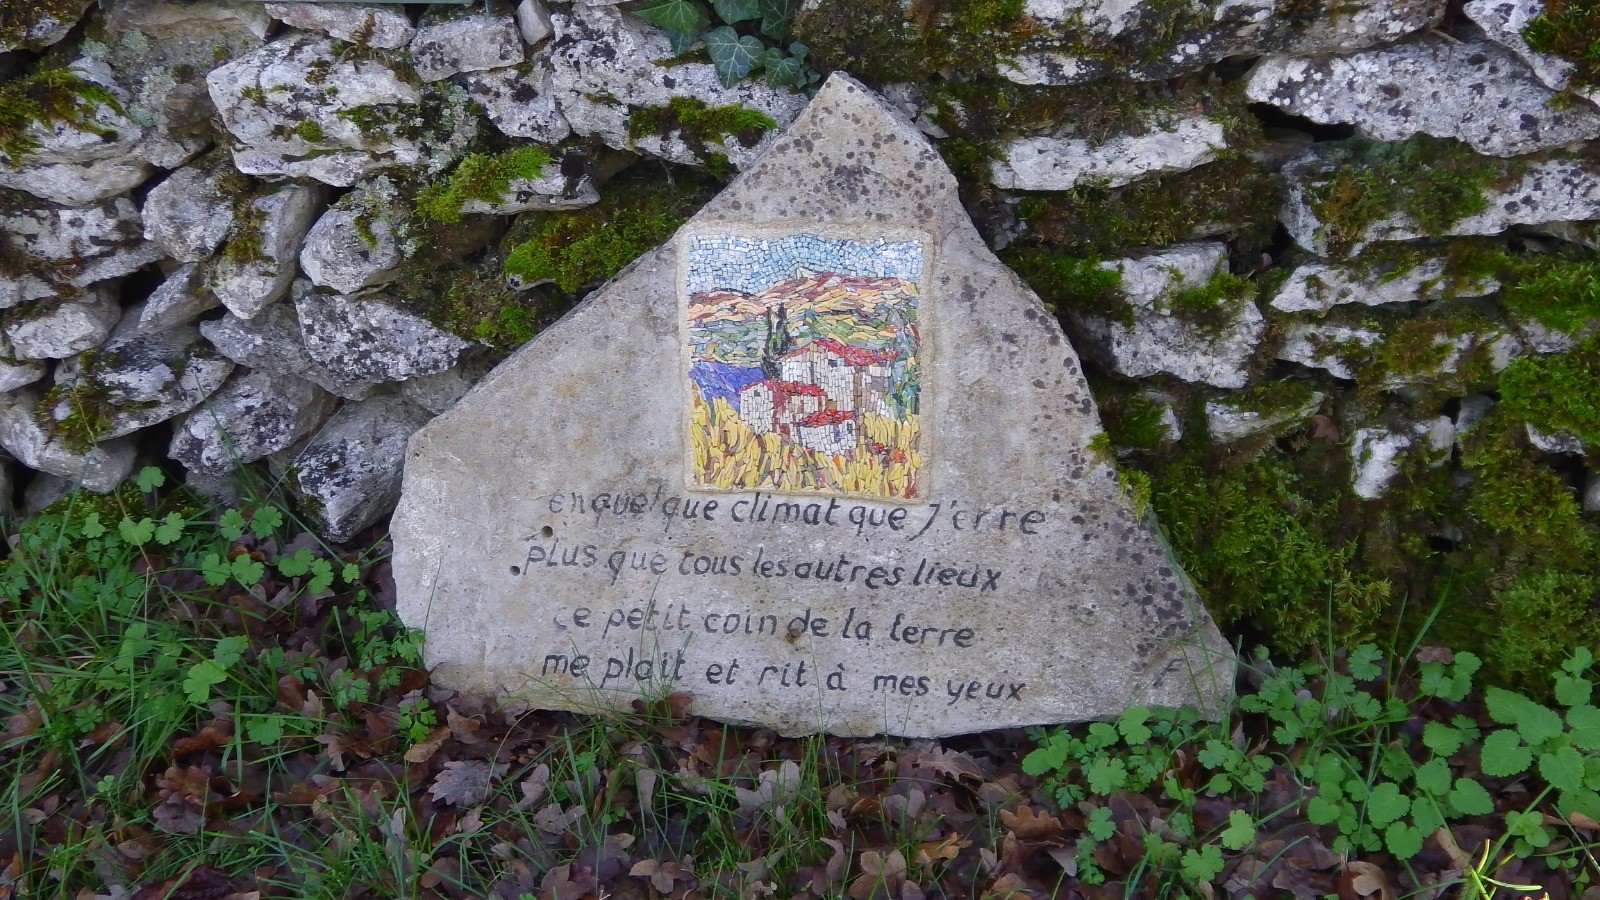 en quelque climat que j'erre
plus que tous les autres lieux
ce petit coin de la terre
me plait et rit à mes yeux
F